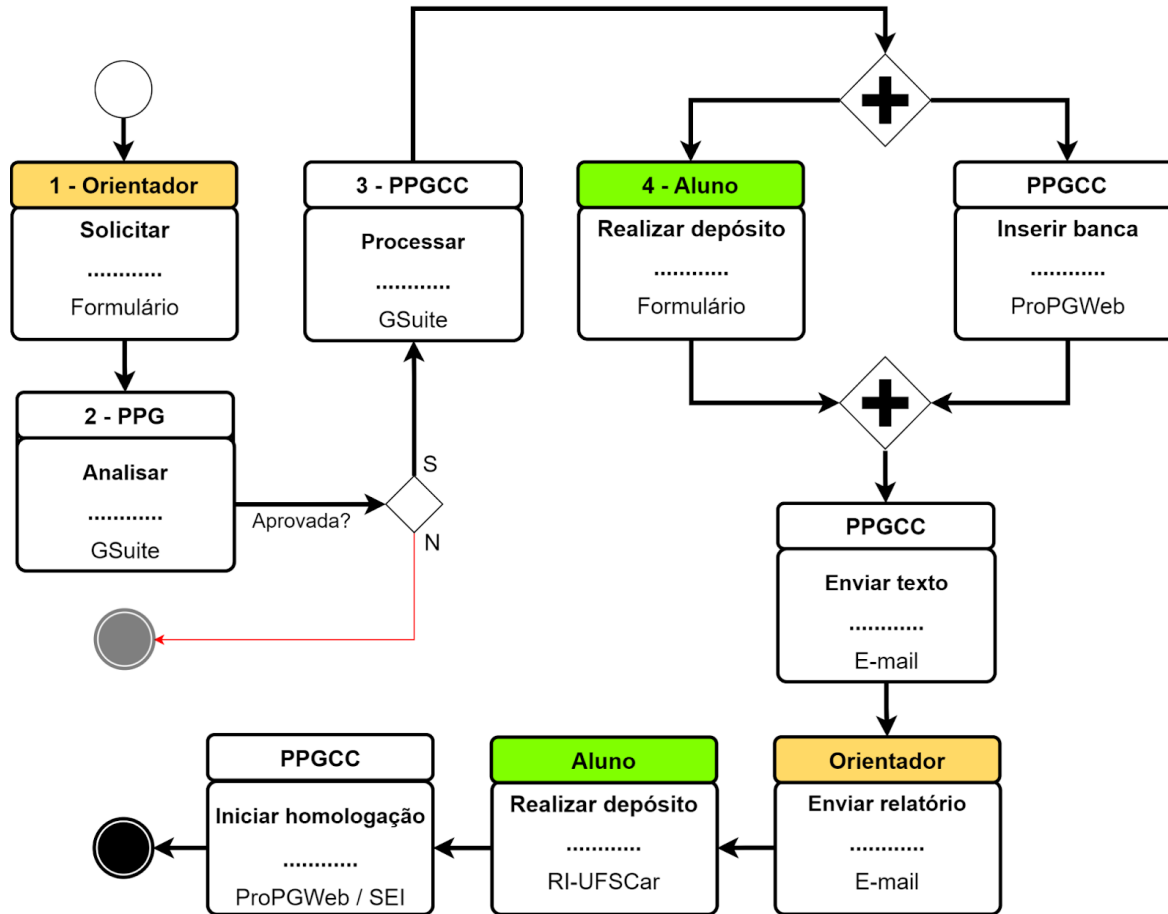 1 - Orientador
Solicitar
............
Formulário
2 - PPG
Analisar
............
GSuite
Aprovada?
S
N
3 - PPGCC
Processar
............
GSuite
4 - Aluno
Realizar depósito
............
Formulário
PPGCC
Inserir banca
............
ProPGWeb
PPGCC
Enviar texto
............
E-mail
Orientador
Enviar relatório
............
E-mail
Aluno
Realizar depósito
............
RI-UFSCar
PPGCC
Iniciar homologação
............
ProPGWeb / SEI